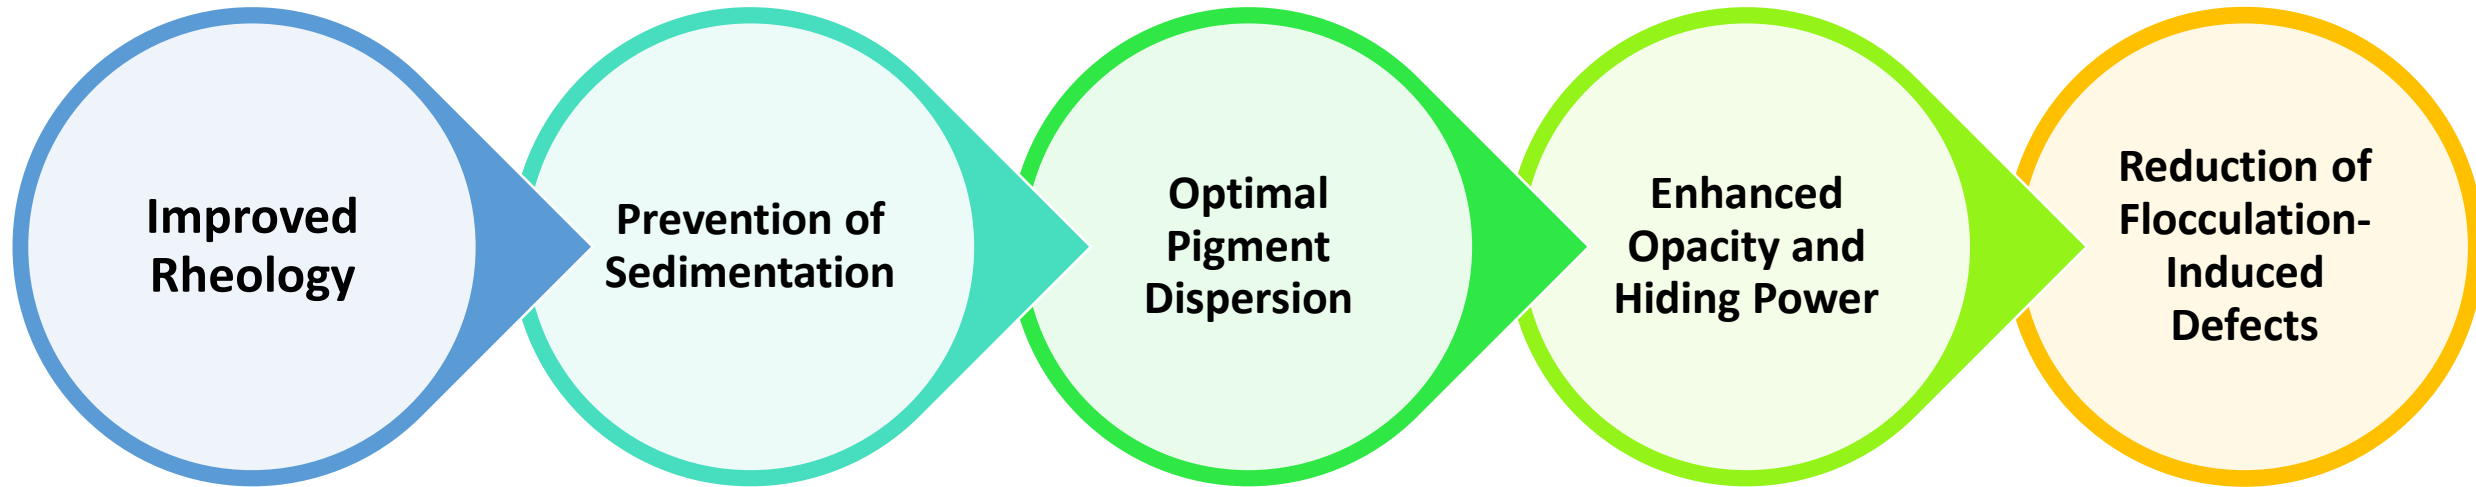 Improved
Rheology
Prevention of
Sedimentation
Optimal
Pigment
Dispersion
Enhanced
Opacity and
Hiding Power
Reduction of
Flocculation-
Induced
Defects